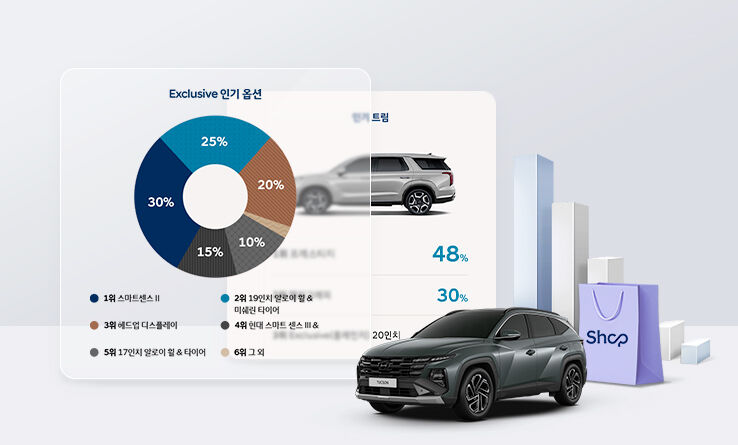 Exclusive 인기 옵션
25%
20%
30%
10%
15%
1위 스마트센스 II
2위 19인치 알로이 휠 &
미쉐린 타이어
3위 헤드업 디스플레이
4위 현대 스마트 센스 III &
5위 17인치 알로이 휠 & 타이어
6위 그 외
트림
48%
30%
20인치
TUCSON
Shop